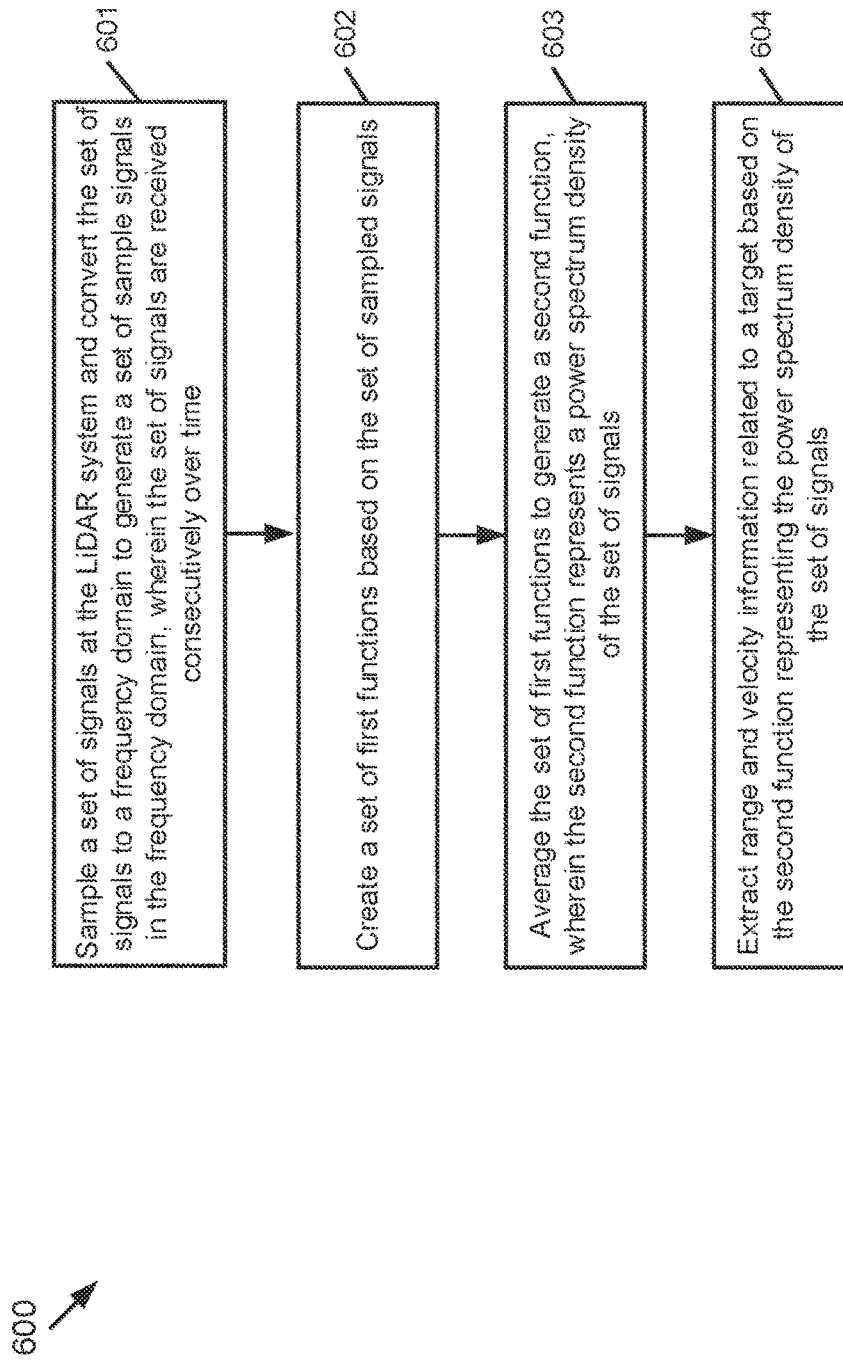 600
601
Sample a set of signals at the LiDAR system and convert the set of
signals to a frequency domain to generate a set of sample signals
in the frequency domain, wherein the set of signals are received
consecutively over time
602
Create a set of first functions based on the set of sampled signals
603
Average the set of first functions to generate a second function,
wherein the second function represents a power spectrum density
of the set of signals
604
Extract range and velocity information related to a target based on
the second function representing the power spectrum density of
the set of signals